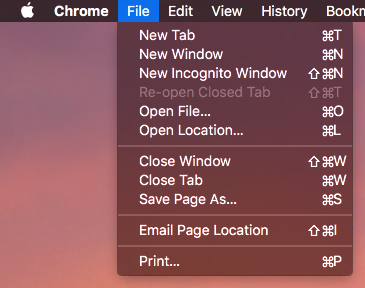 Chrome File Edit View History Bookm
New Tab ⌘T
New Window ⌘N
New Incognito Window ⇧⌘N
Re-open Closed Tab ⇧⌘T
Open File... ⌘O
Open Location... ⌘L
Close Window ⇧⌘W
Close Tab ⌘W
Save Page As... ⌘S
Email Page Location ⇧⌘I
Print... ⌘P